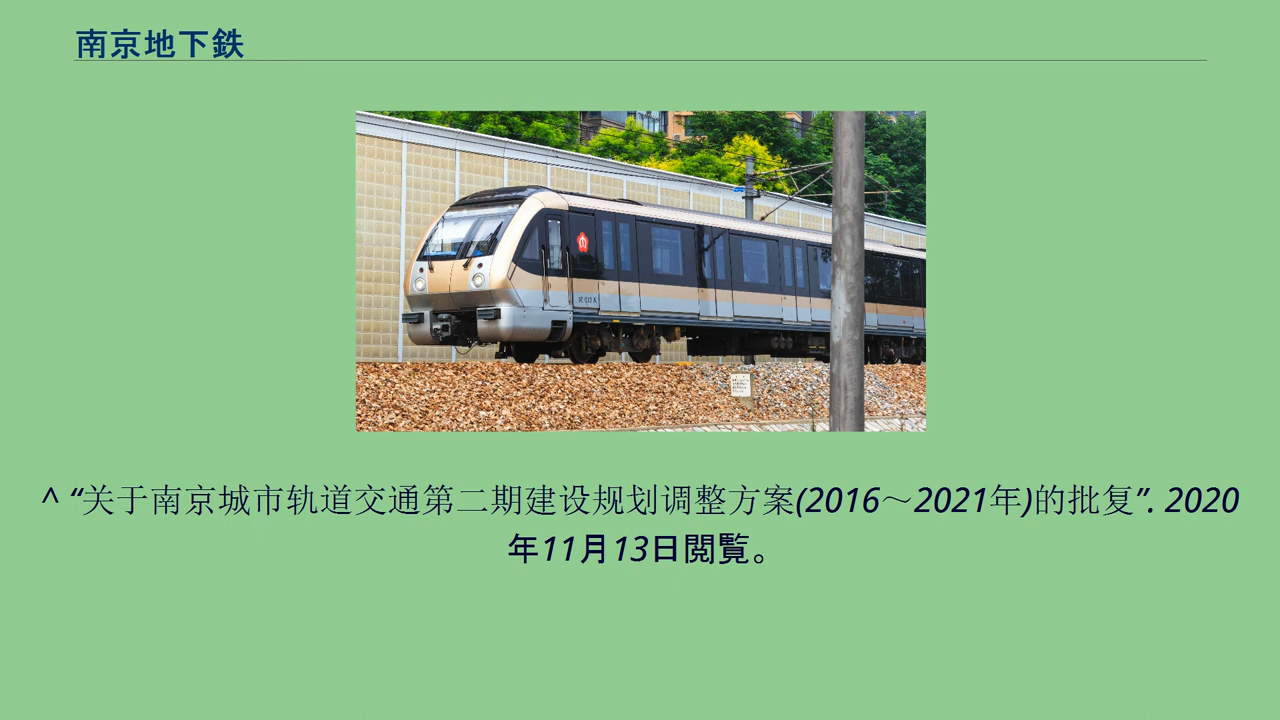 南京地下鉄
^ “关于南京城市轨道交通第二期建设规划调整方案(2016～2021年)的批复”. 2020
年11月13日閲覧。